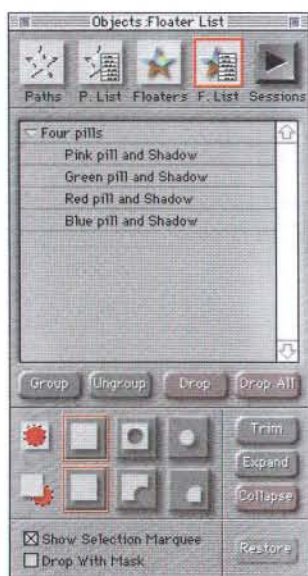 Objects:Floater List
Paths P. List Floaters F. List Sessions
Four pills
Pink pill and Shadow
Green pill and Shadow
Red pill and Shadow
Blue pill and Shadow
Group Ungroup Drop Drop All
Trim
Expand
Collapse
Show Selection Marquee
Drop With Mask
Restore